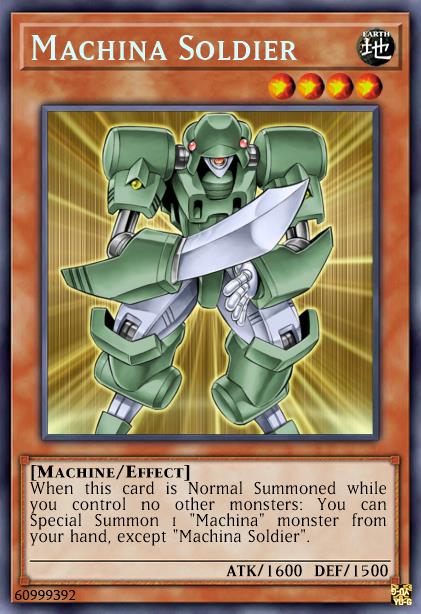 Machina Soldier
EARTH
地
[Machine/Effect]
When this card is Normal Summoned while
you control no other monsters: You can
Special Summon 1 "Machina" monster from
your hand, except "Machina Soldier".
ATK/1600 DEF/1500
60999392